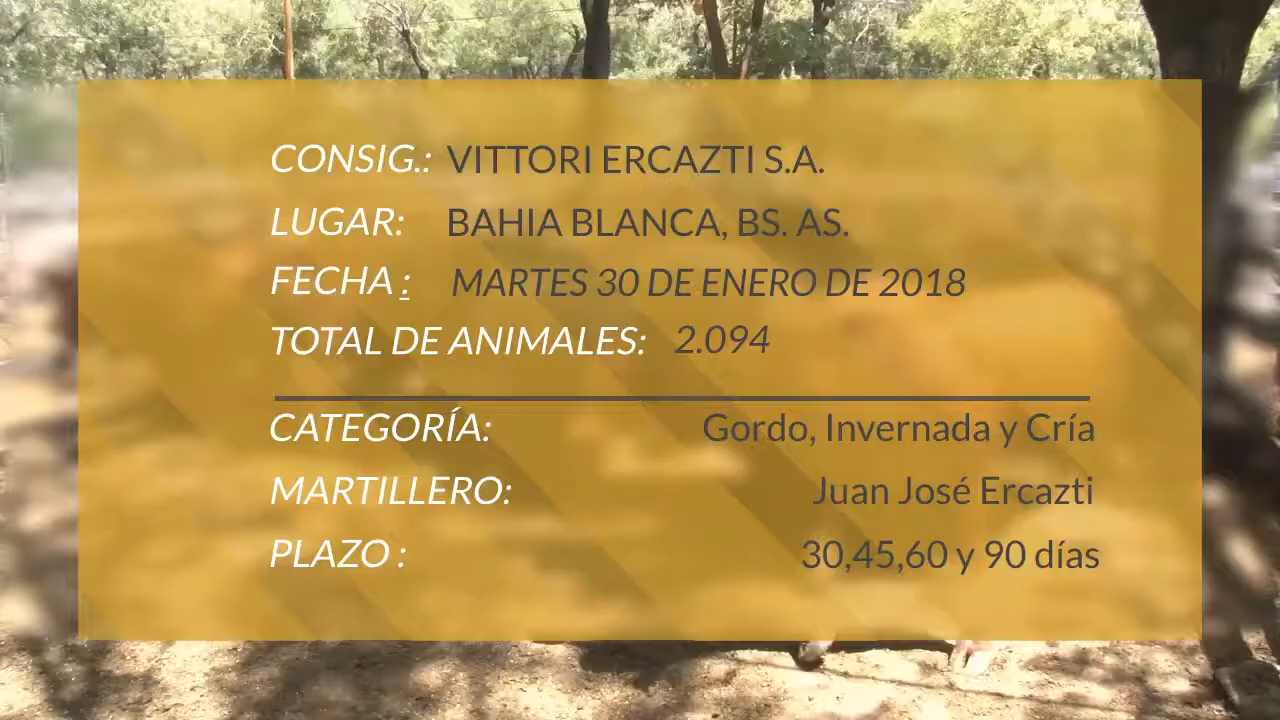 CONSIG.: VITTORI ERCAZTI S.A.
LUGAR: BAHIA BLANCA, BS. AS.
FECHA : MARTES 30 DE ENERO DE 2018
TOTAL DE ANIMALES: 2.094
CATEGORÍA: Gordo, Invernada y Cría
MARTILLERO: Juan José Ercazti
PLAZO : 30,45,60 y 90 días